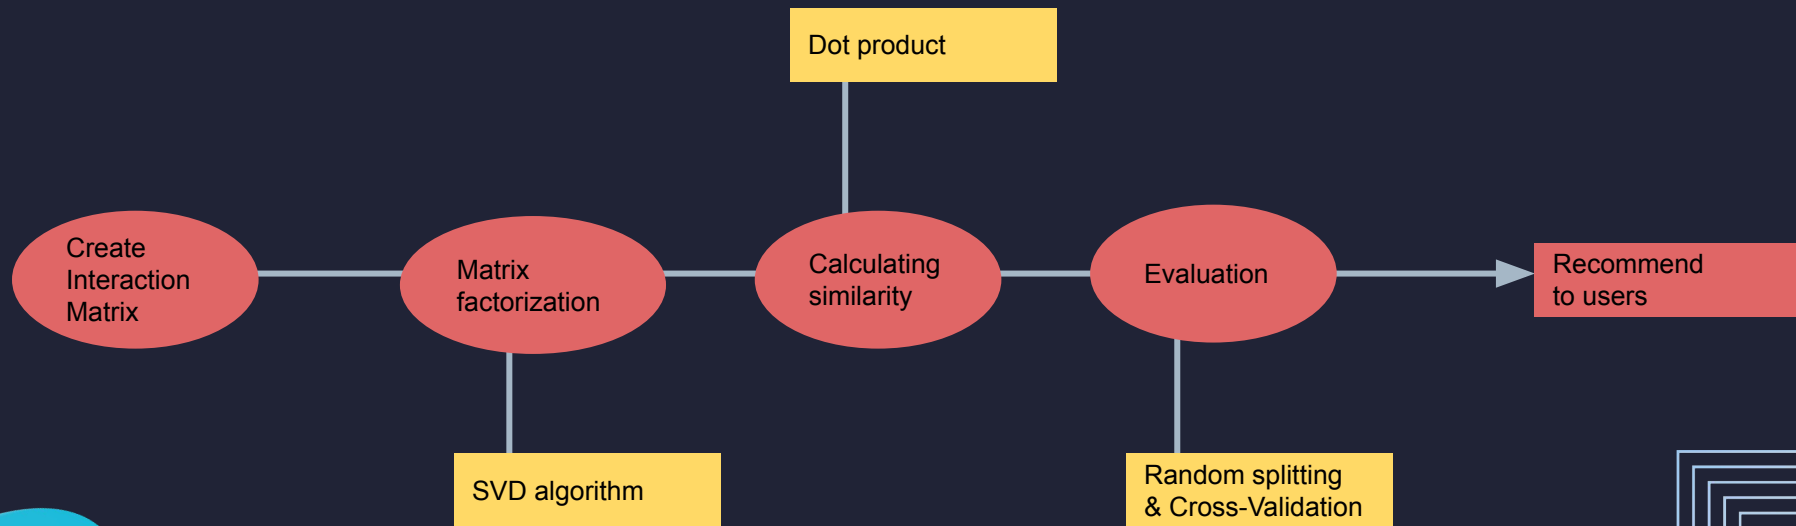 Dot product
Create
Interaction
Matrix
Matrix
factorization
Calculating
similarity
Evaluation
Recommend
to users
SVD algorithm
Random splitting
& Cross-Validation